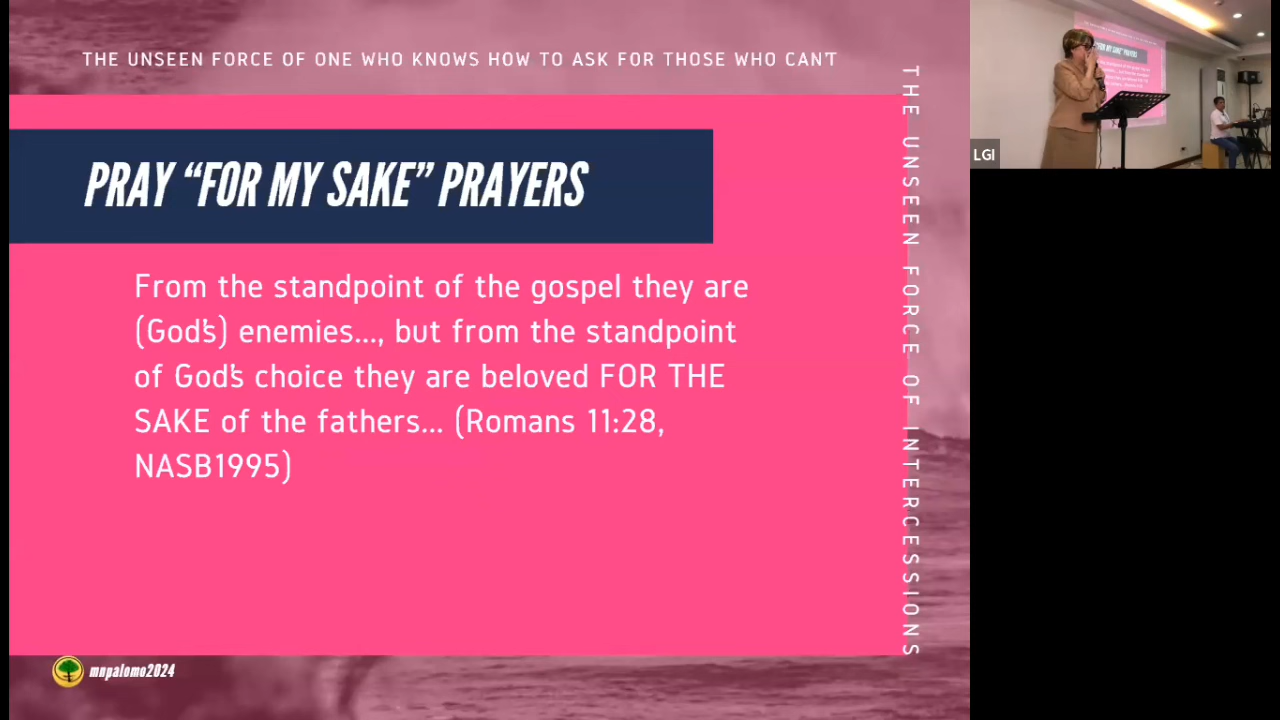 THE UNSEEN FORCE OF ONE WHO KNOWS HOW TO ASK FOR THOSE WHO CAN'T
PRAY “FOR MY SAKE” PRAYERS
From the standpoint of the gospel they are
(God's) enemies..., but from the standpoint
of God's choice they are beloved FOR THE
SAKE of the fathers... (Romans 11:28,
NASB1995)
THE UNSEEN FORCE OF INTERCESSIONS
mnpalomo2024
LGI